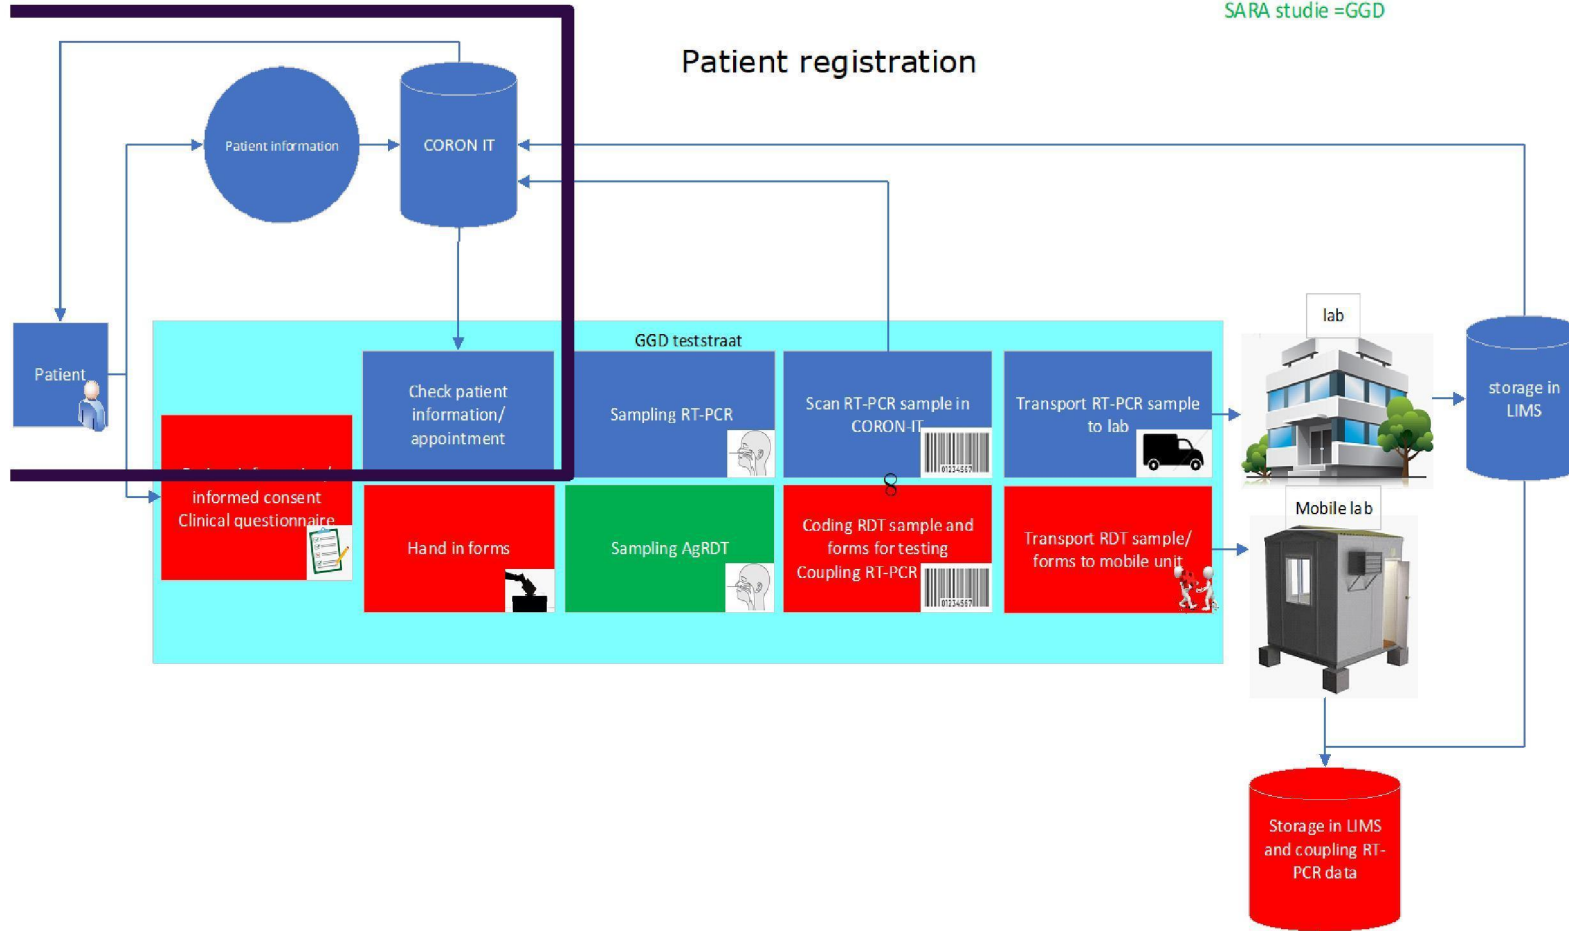 SARA studie =GGD
Patient registration
Patient information
CORON IT
Patient
GGD teststraat
Check patient
information/
appointment
Sampling RT-PCR
Scan RT-PCR sample in
CORON-IT
01234567
Transport RT-PCR sample
to lab
lab
storage in
LIMS
informed consent
Clinical questionnaire
Hand in forms
Sampling AgRDT
8
Coding RDT sample and
forms for testing
Coupling RT-PCR
01234567
Transport RDT sample/
forms to mobile unit
Mobile lab
Storage in LIMS
and coupling RT-
PCR data